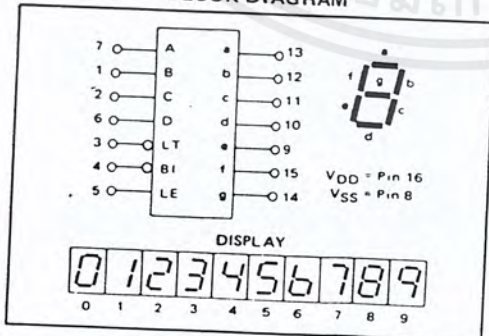 BLOCK DIAGRAM
7 A a 13
1 B b 12
2 C c 11
6 D d 10
3 LT e 9
4 BI f 15
5 LE g 14
a
f g b
e c
d
VDD = Pin 16
VSS = Pin 8
DISPLAY
0 1 2 3 4 5 6 7 8 9
0 1 2 3 4 5 6 7 8 9